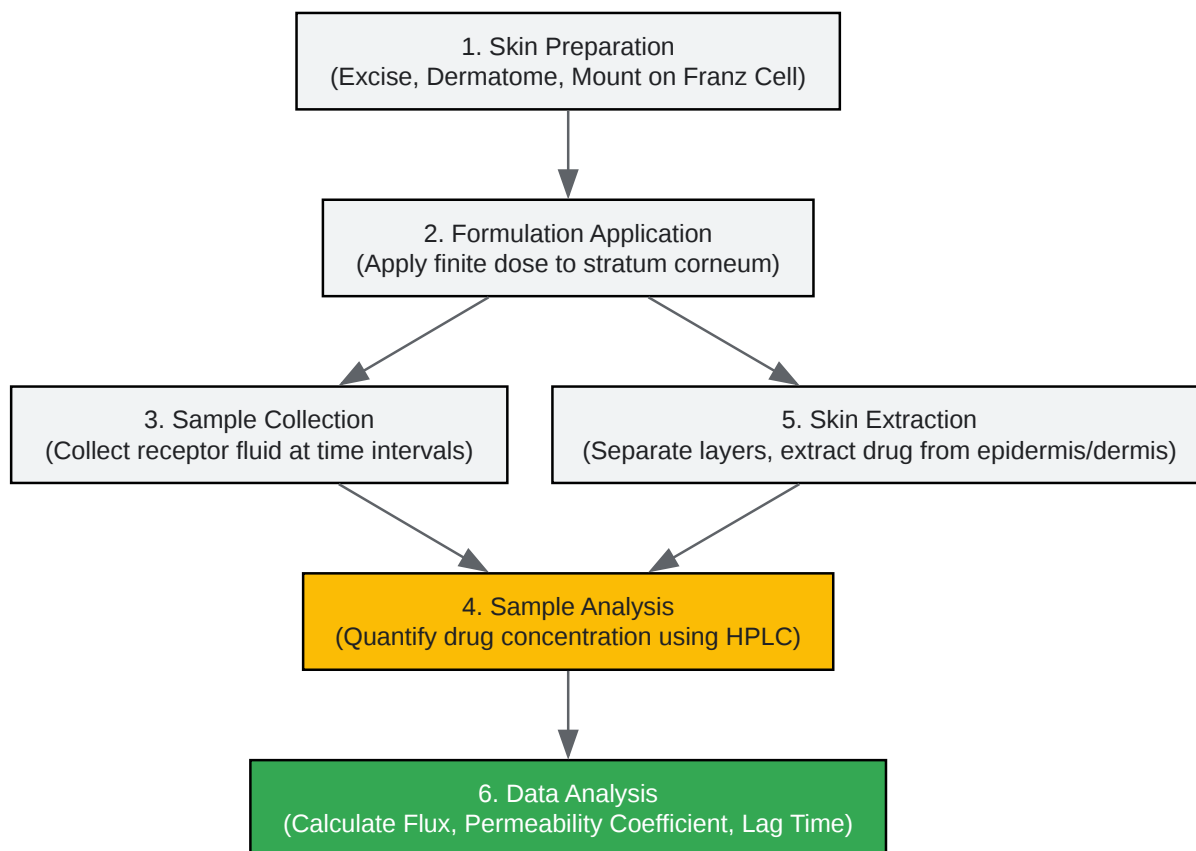 1. Skin Preparation
(Excise, Dermatome, Mount on Franz Cell)
2. Formulation Application
(Apply finite dose to stratum corneum)
3. Sample Collection
(Collect receptor fluid at time intervals)
5. Skin Extraction
(Separate layers, extract drug from epidermis/dermis)
4. Sample Analysis
(Quantify drug concentration using HPLC)
6. Data Analysis
(Calculate Flux, Permeability Coefficient, Lag Time)